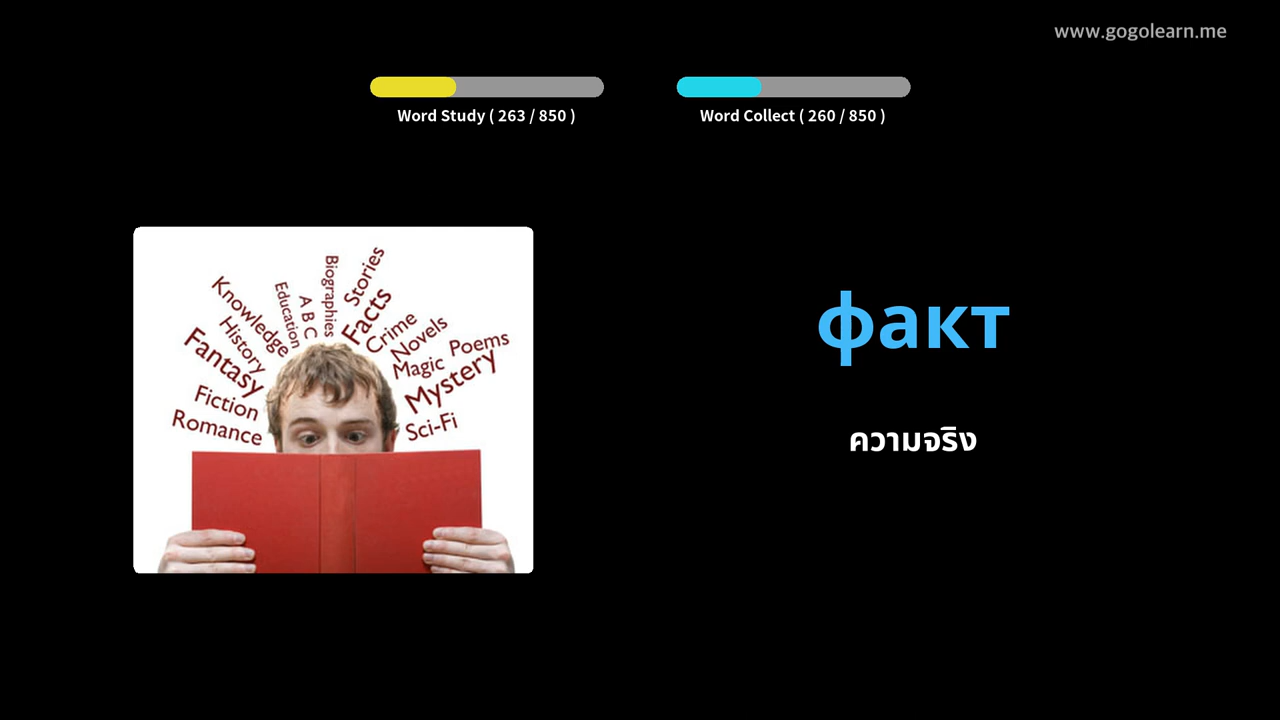 www.gogolearn.me
Word Study ( 263 / 850 )
Word Collect ( 260 / 850 )
Biographies
Stories
Education
A B C
Facts
Knowledge
History
Crime
Novels
Poems
Fantasy
Magic
Mystery
Fiction
Romance
Sci-Fi
факт
ความจริง